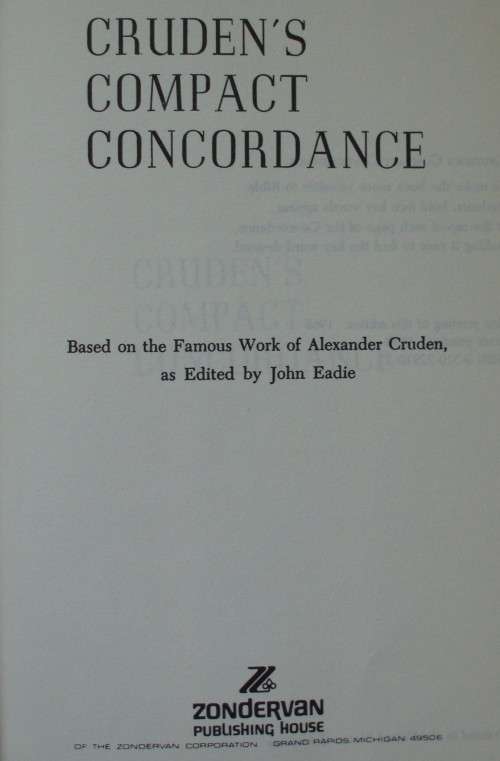 CRUDEN'S
COMPACT
CONCORDANCE
Based on the Famous Work of Alexander Cruden,
as Edited by John Eadie
ZONDERVAN
PUBLISHING HOUSE
OF THE ZONDERVAN CORPORATION GRAND RAPIDS, MICHIGAN 49506